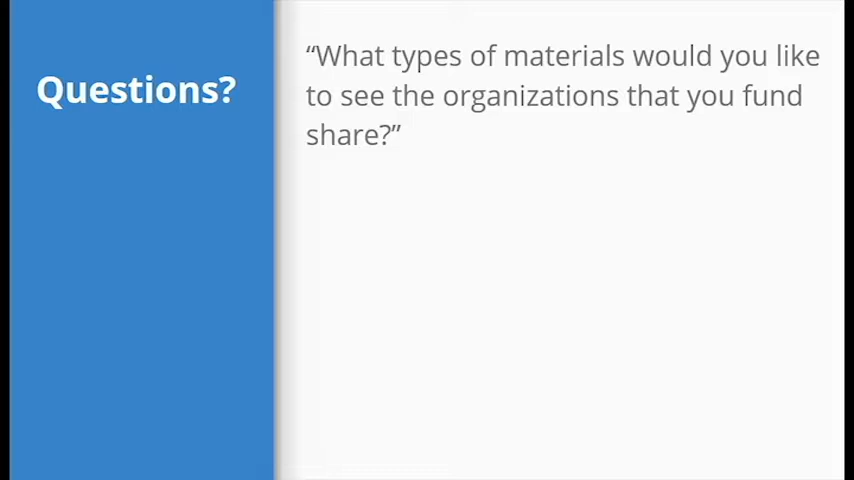 Questions?
“What types of materials would you like
to see the organizations that you fund
share?”